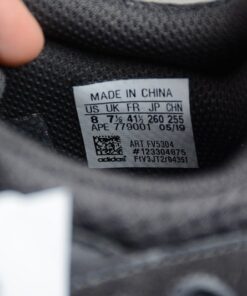 MADE IN CHINA
US UK FR JP CHN
8 7½ 41⅓ 260 255
APE 779001 05/19
ART FV5304
#123304675
adidas